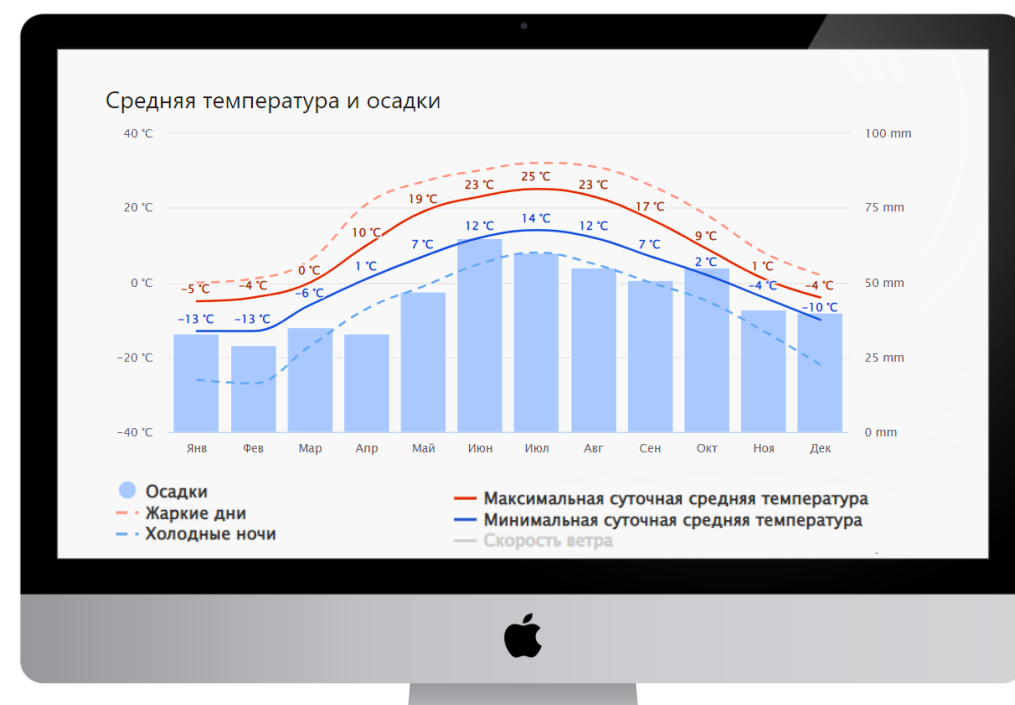 Средняя температура и осадки
40 °C
100 mm
25 °C
23 °C
23 °C
19 °C
20 °C
17 °C
75 mm
14 °C
12 °C
12 °C
10 °C
9 °C
7 °C
7 °C
2 °C
1 °C
1 °C
0 °C
0 °C
50 mm
−5 °C
−4 °C
−6 °C
−4 °C
−4 °C
−10 °C
−13 °C
−13 °C
−20 °C
25 mm
−40 °C
0 mm
Янв Фев Мар Апр Май Июн Июл Авг Сен Окт Ноя Дек
Осадки
Жаркие дни
Холодные ночи
Максимальная суточная средняя температура
Минимальная суточная средняя температура
Скорость ветра